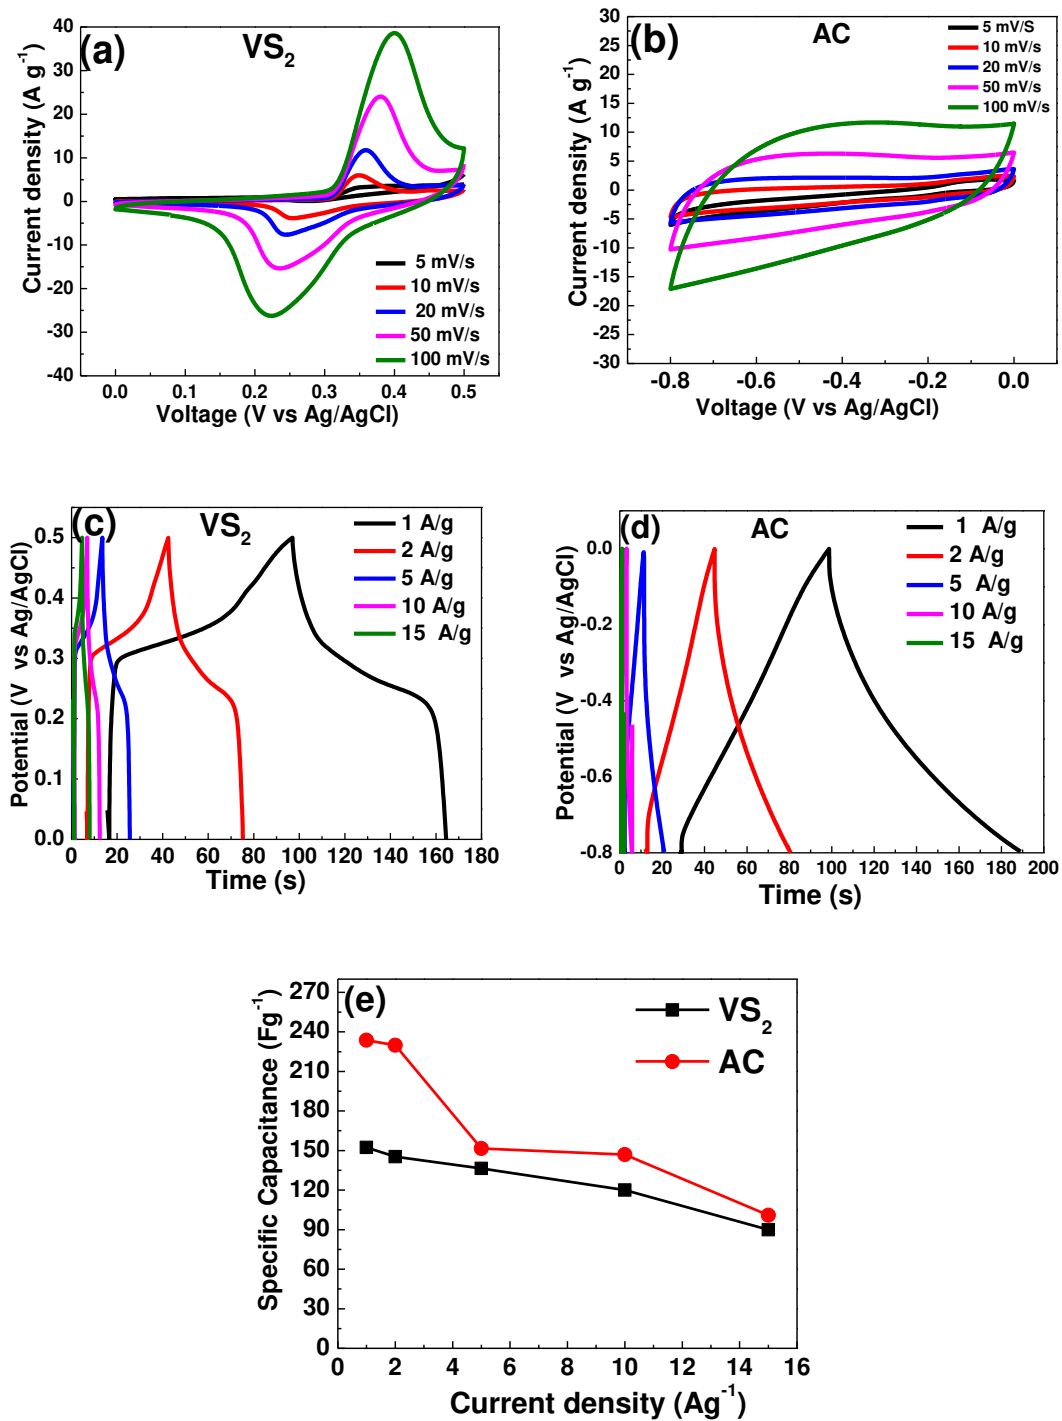 (a)
VS2
Current density (A g-1)
40
30
20
10
0
-10
-20
-30
-40
5 mV/s
10 mV/s
20 mV/s
50 mV/s
100 mV/s
0.0 0.1 0.2 0.3 0.4 0.5
Voltage (V vs Ag/AgCl)
(b)
AC
Current density (A g-1)
30
25
20
15
10
5
0
-5
-10
-15
-20
-25
-30
5 mV/S
10 mV/s
20 mV/s
50 mV/s
100 mV/s
-0.8 -0.6 -0.4 -0.2 0.0
Voltage (V vs Ag/AgCl)
(c)
VS2
Potential (V vs Ag/AgCl)
0.5
0.4
0.3
0.2
0.1
0.0
1 A/g
2 A/g
5 A/g
10 A/g
15 A/g
0 20 40 60 80 100 120 140 160 180
Time (s)
(d)
AC
Potential (V vs Ag/AgCl)
0.0
-0.2
-0.4
-0.6
-0.8
1 A/g
2 A/g
5 A/g
10 A/g
15 A/g
0 20 40 60 80 100 120 140 160 180 200
Time (s)
(e)
Specific Capacitance (Fg-1)
270
240
210
180
150
120
90
60
30
0
VS2
AC
0 2 4 6 8 10 12 14 16
Current density (Ag-1)